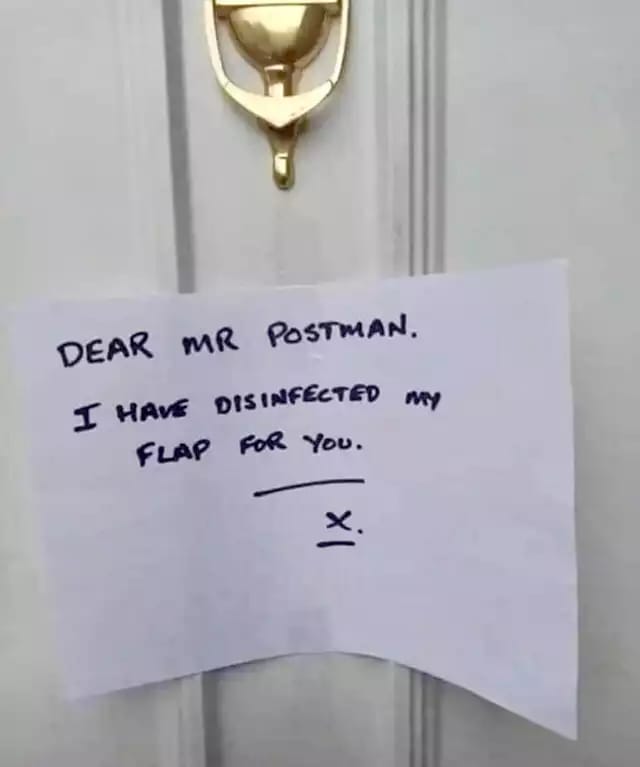 DEAR MR POSTMAN.
I HAVE DISINFECTED MY
FLAP FOR YOU.
X.